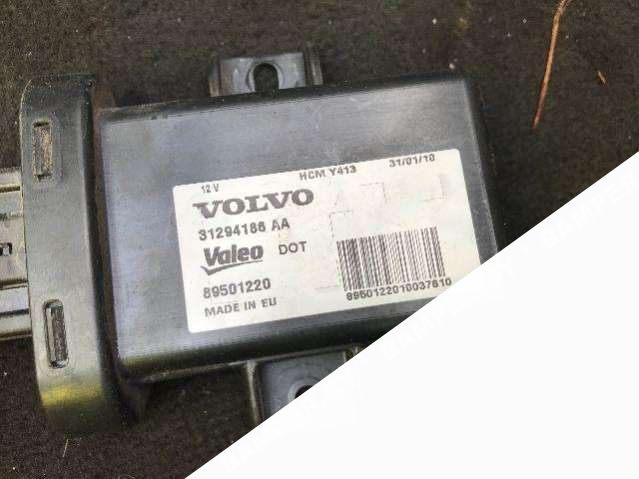 12 V HCM Y413 31/01/10
VOLVO
31294186 AA
Valeo DOT
89501220
MADE IN EU
8950122010037610